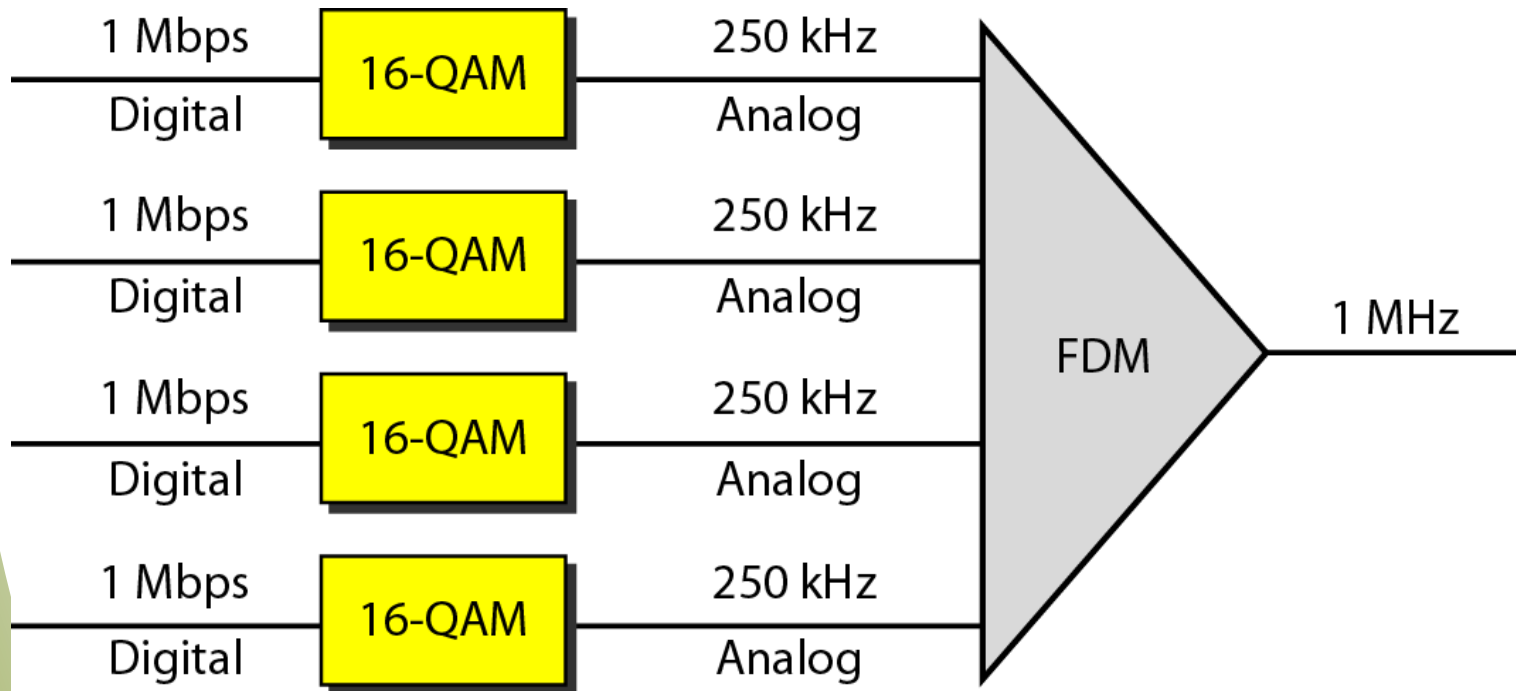 1 Mbps
16-QAM
250 kHz
Digital
Analog
1 Mbps
16-QAM
250 kHz
Digital
Analog
FDM
1 MHz
1 Mbps
16-QAM
250 kHz
Digital
Analog
1 Mbps
16-QAM
250 kHz
Digital
Analog